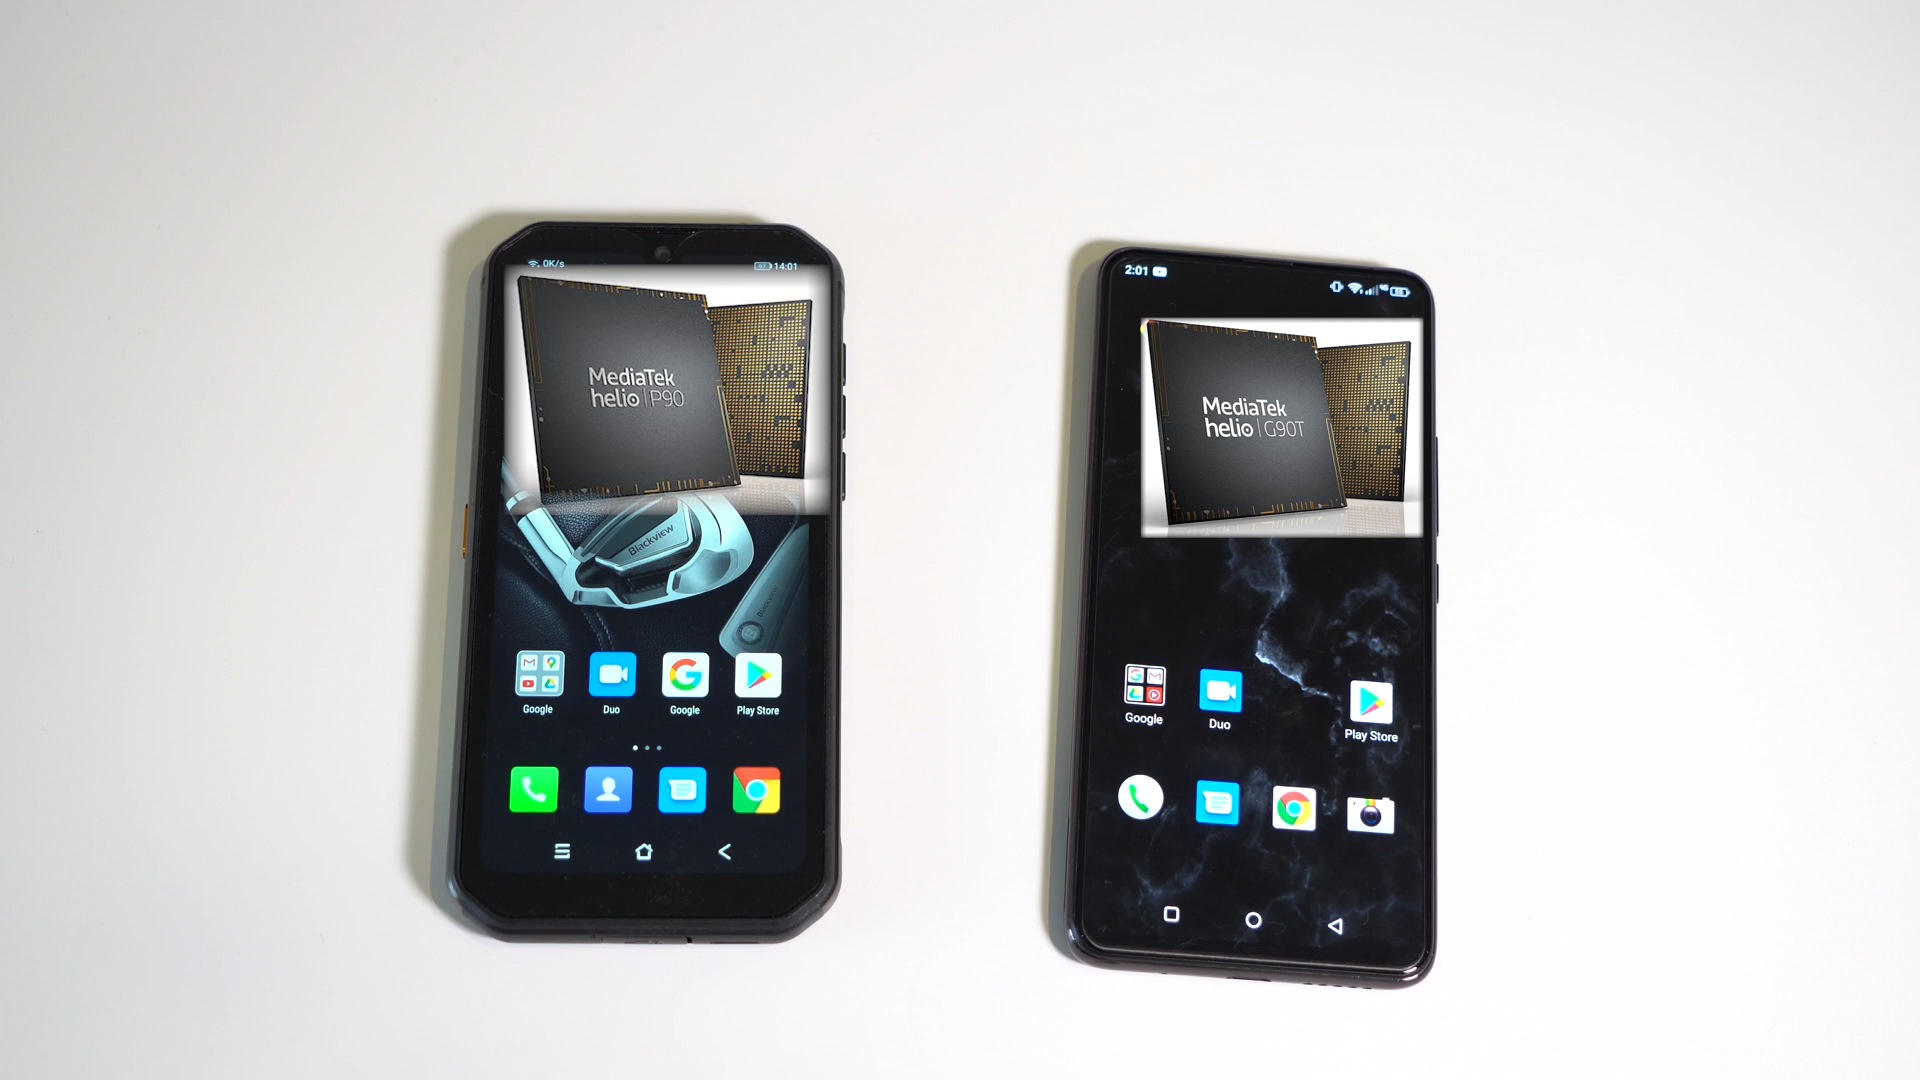 0K/s
97
14:01
MediaTek
helio | P90
Blackview
Google
Duo
Google
Play Store
2:01
MediaTek
helio | G90T
Google
Duo
Play Store